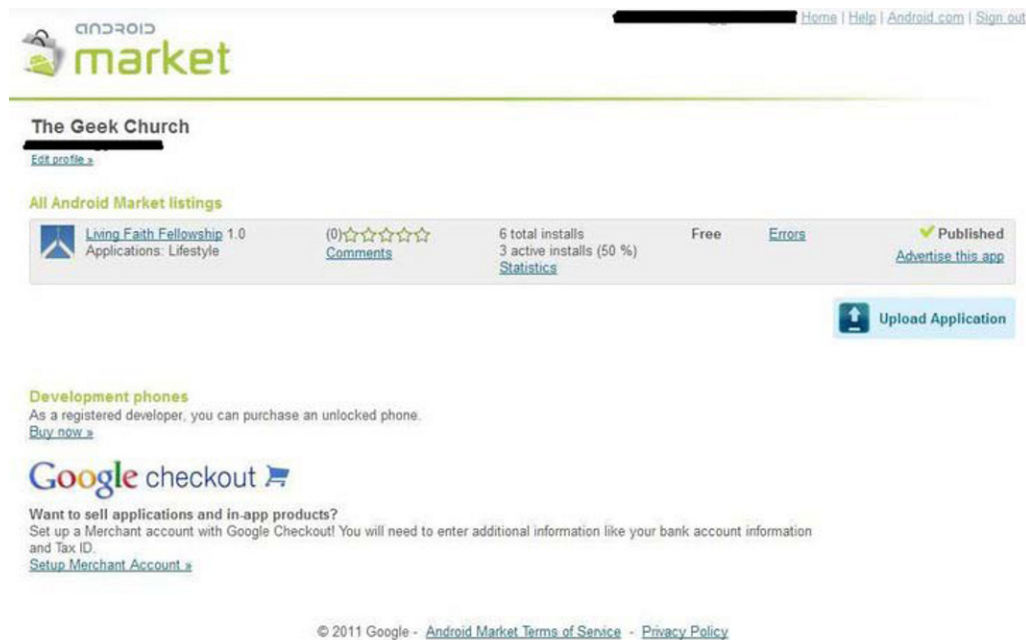 Home | Help | Android.com | Sign out
android
market
The Geek Church
Edit profile »
All Android Market listings
Living Faith Fellowship 1.0 (0) 6 total installs Free Errors Published
Applications: Lifestyle Comments 3 active installs (50 %) Advertise this app
Statistics
Upload Application
Development phones
As a registered developer, you can purchase an unlocked phone.
Buy now »
Google checkout
Want to sell applications and in-app products?
Set up a Merchant account with Google Checkout! You will need to enter additional information like your bank account information
and Tax ID.
Setup Merchant Account »
© 2011 Google - Android Market Terms of Service - Privacy Policy